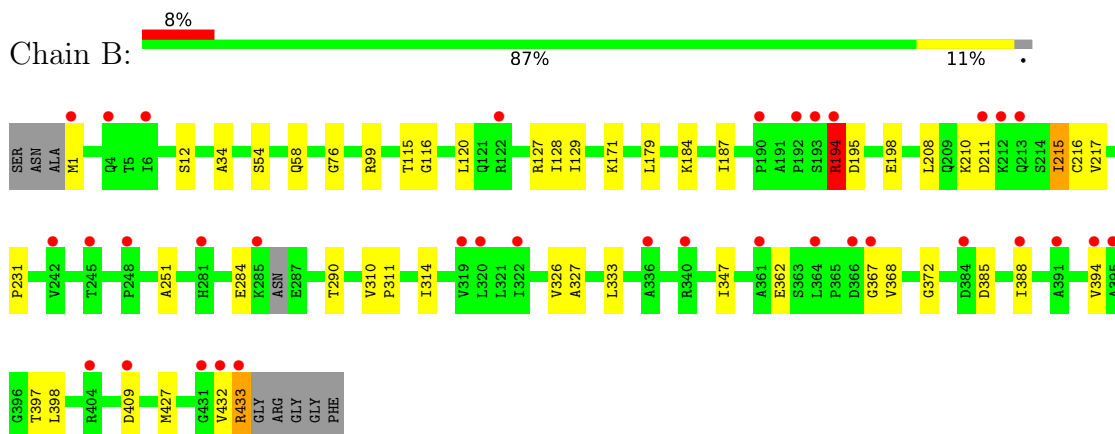 8%
Chain B:
87% 11% •
SER ASN ALA M1 Q4 T5 I6 S12 A34 S54 Q58 G76 R99 T115 G116 L120 Q121 R122 R127 I128 I129 K171 L179 K184 I187 P190 A191 P192 S193 R194 D195 E198 L208 Q209 K210 D211 K212 Q213 S214 I215 C216 V217
P231 V242 T245 P248 A251 H281 E284 K285 ASN E287 T290 V310 P311 I314 V319 L320 L321 I322 V326 A327 L333 A336 R340 I347 A361 E362 S363 L364 P365 D366 G367 V368 G372 D384 D385 I388 A391 V394 A395
G396 T397 L398 R404 D409 M427 G431 V432 R433 GLY ARG GLY GLY PHE